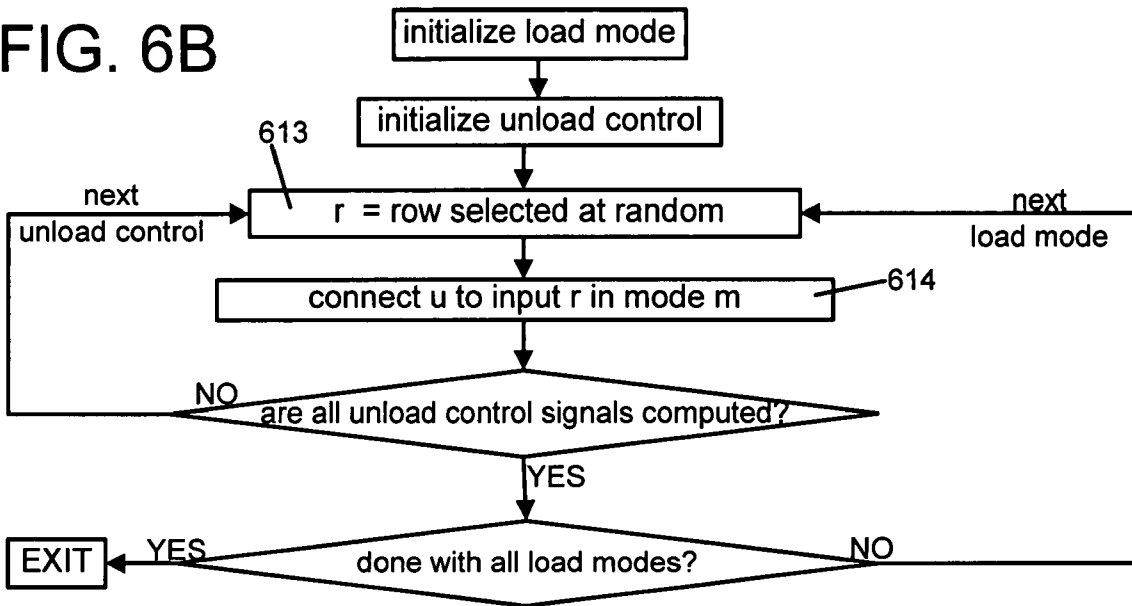 FIG. 6B
initialize load mode
initialize unload control
613
next
unload control
r = row selected at random
next
load mode
connect u to input r in mode m
614
NO
are all unload control signals computed?
YES
EXIT
YES
done with all load modes?
NO